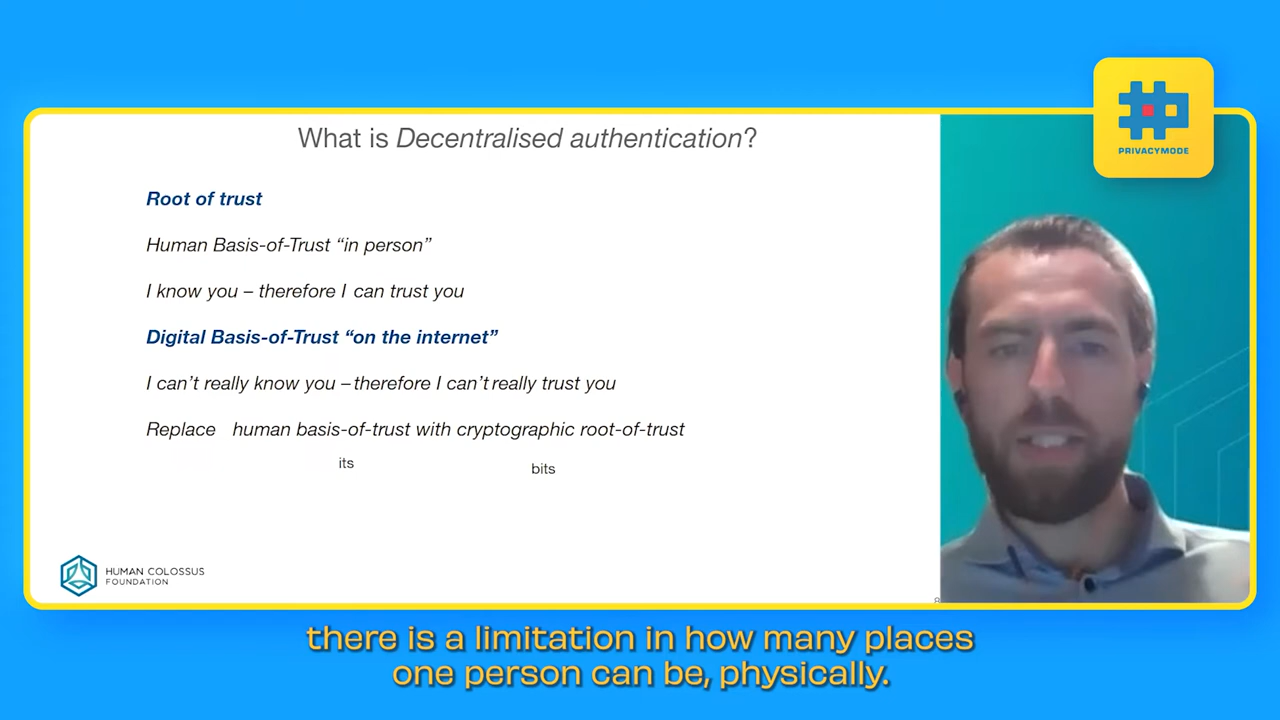 What is Decentralised authentication?
PRIVACYMODE
Root of trust
Human Basis-of-Trust “in person”
I know you – therefore I can trust you
Digital Basis-of-Trust “on the internet”
I can’t really know you – therefore I can’t really trust you
Replace human basis-of-trust with cryptographic root-of-trust
its
bits
HUMAN COLOSSUS
FOUNDATION
8
there is a limitation in how many places
one person can be, physically.